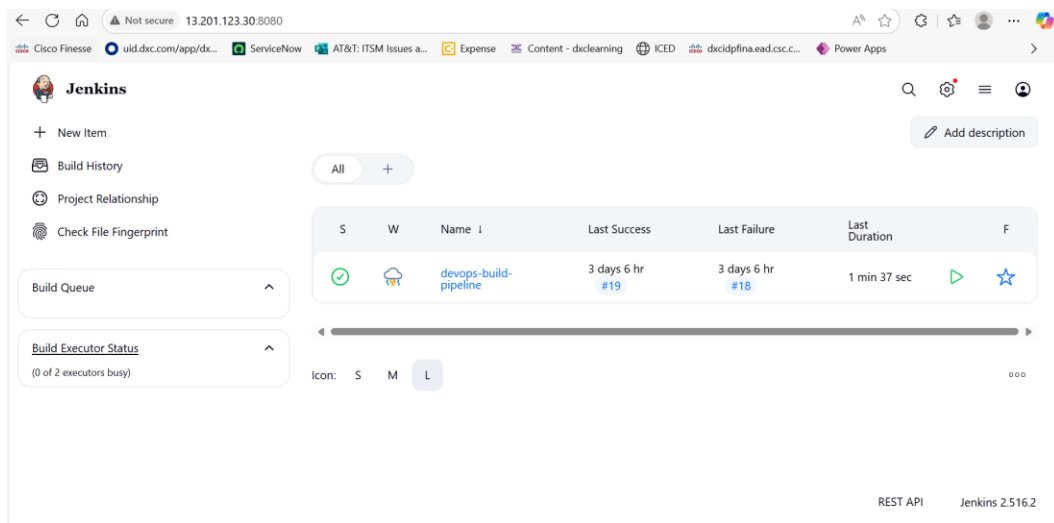 Not secure 13.201.123.30:8080
Cisco Finesse uid.dxc.com/app/dx... ServiceNow AT&T: ITSM Issues a... Expense Content - dxclearning ICED dxcidpfina.ead.csc.c... Power Apps
Jenkins
New Item
Add description
Build History
All +
Project Relationship
Check File Fingerprint
S W Name ↓ Last Success Last Failure Last Duration F
Build Queue
devops-build-pipeline 3 days 6 hr #19 3 days 6 hr #18 1 min 37 sec
Build Executor Status
(0 of 2 executors busy)
Icon: S M L
REST API Jenkins 2.516.2